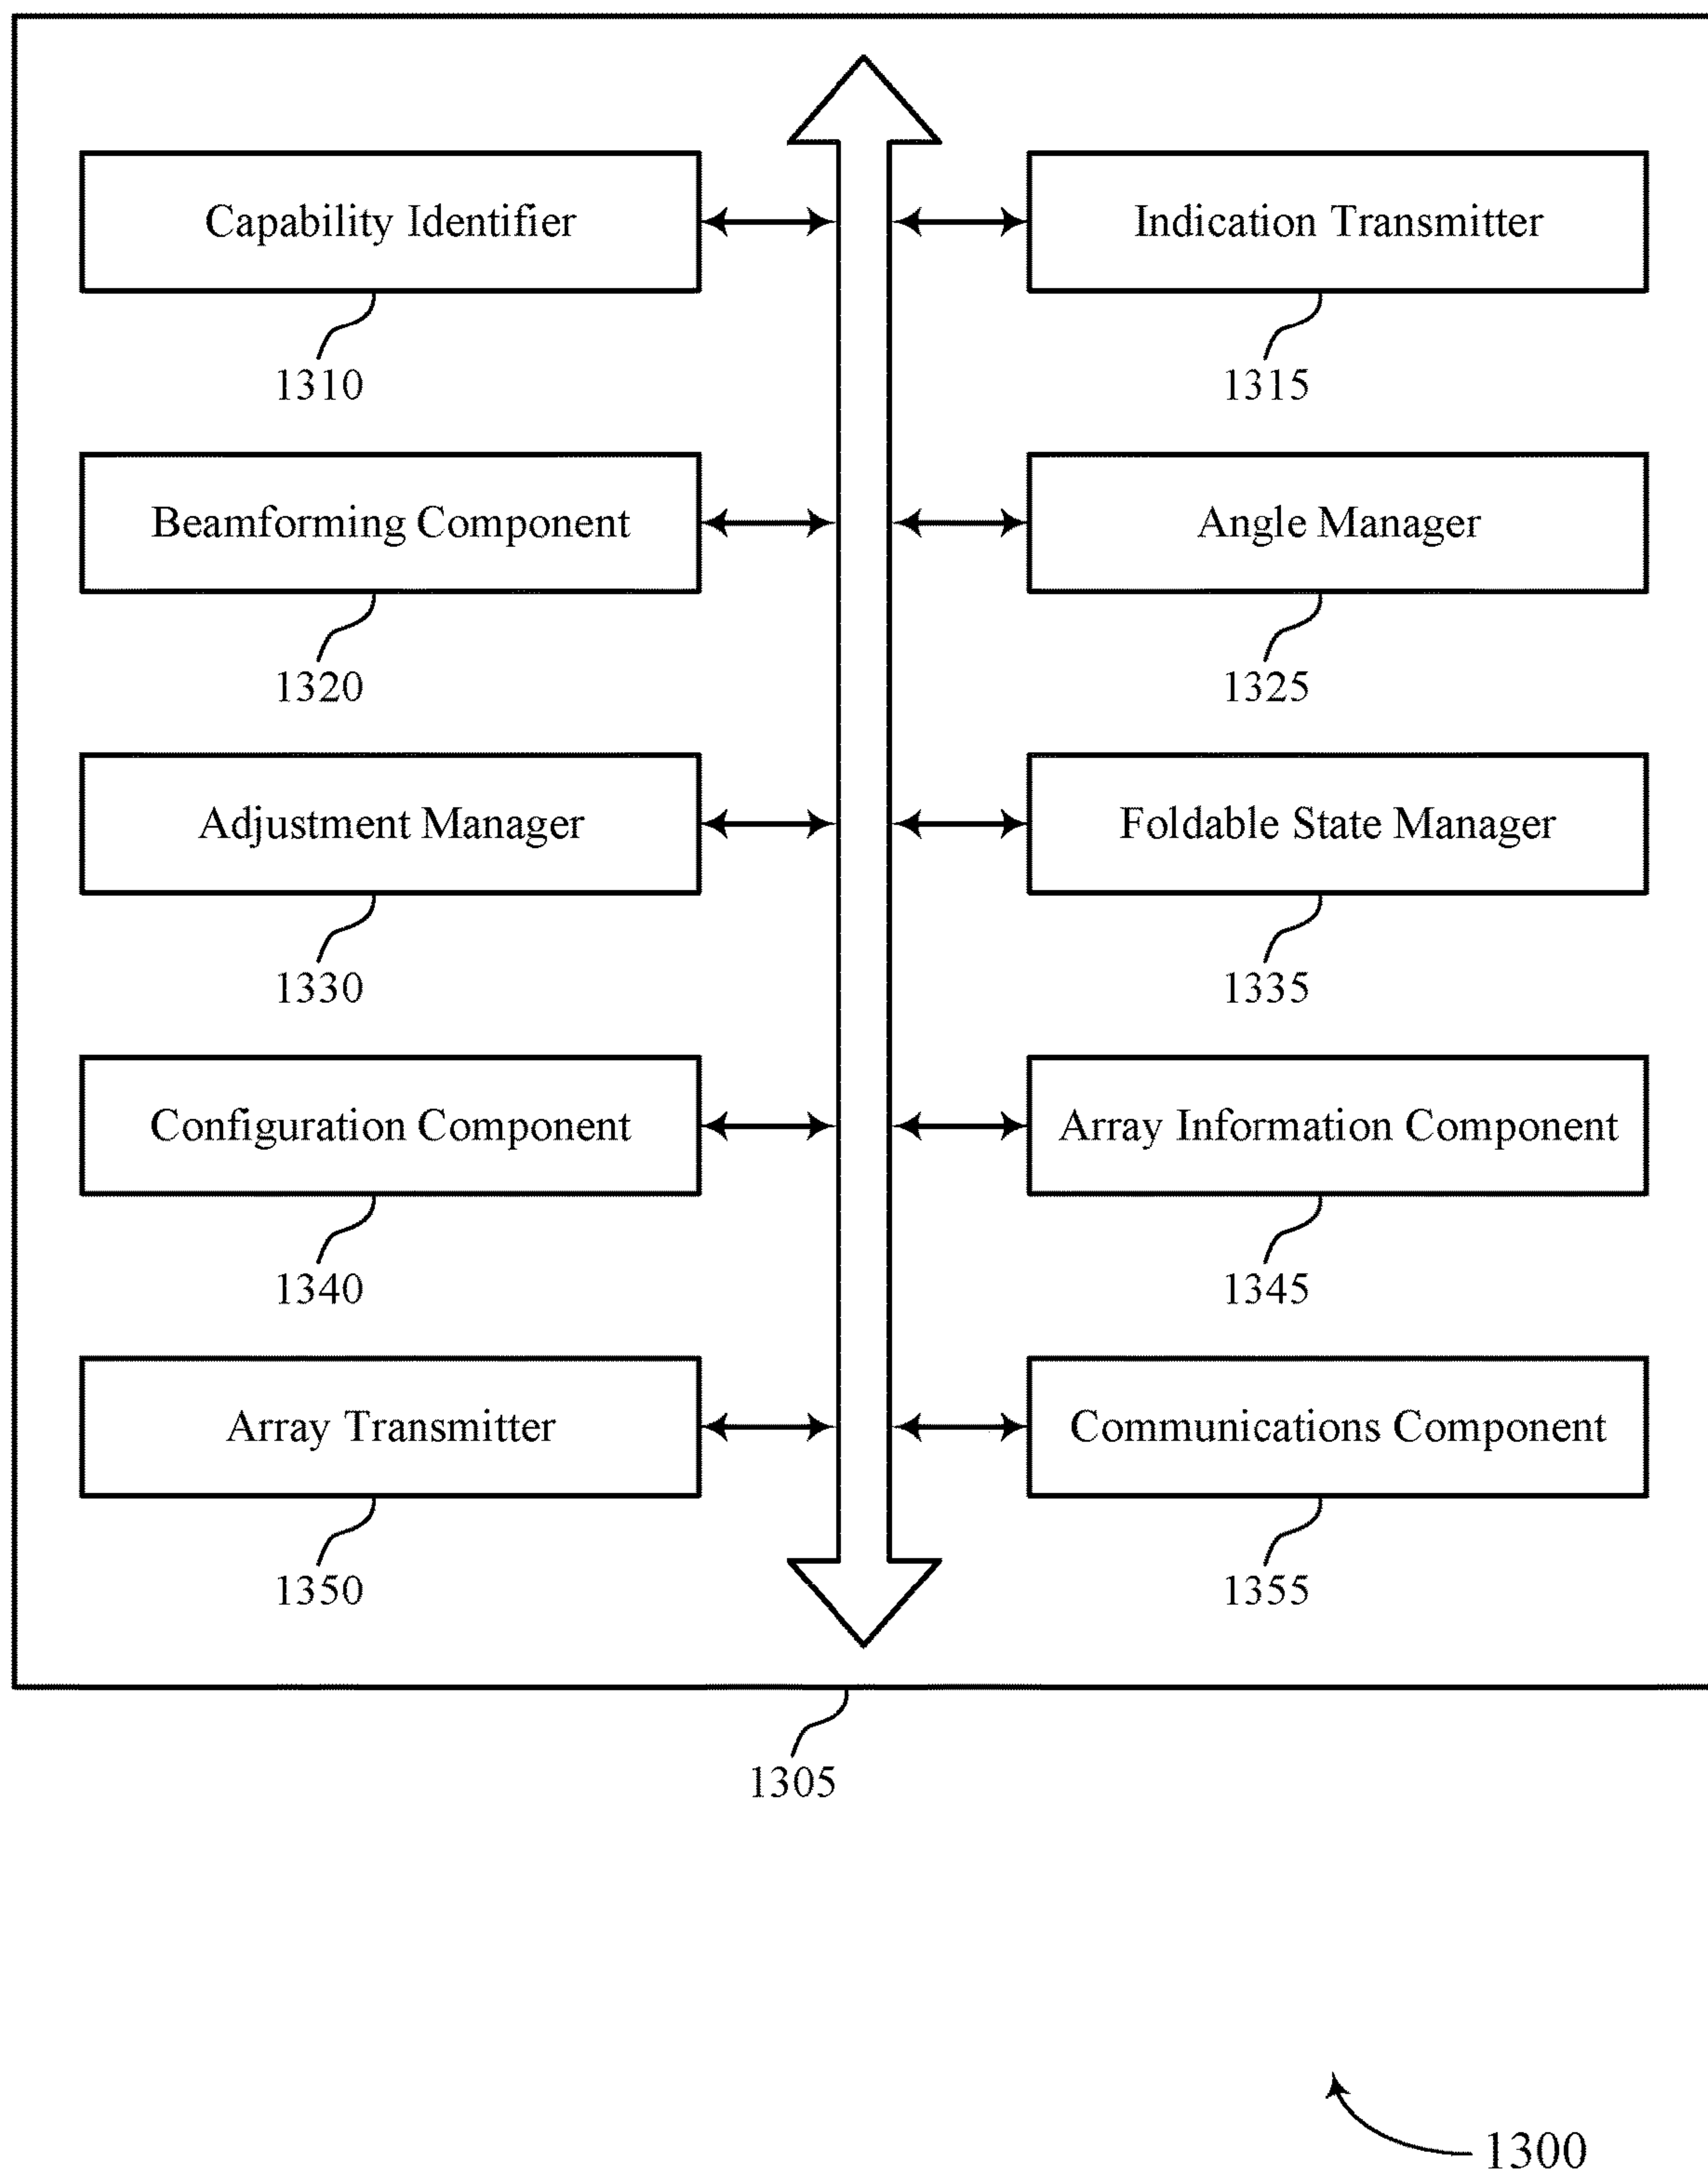 Capability Identifier
Indication Transmitter
1310
1315
Beamforming Component
Angle Manager
1320
1325
Adjustment Manager
Foldable State Manager
1330
1335
Configuration Component
Array Information Component
1340
1345
Array Transmitter
Communications Component
1350
1355
1305
1300